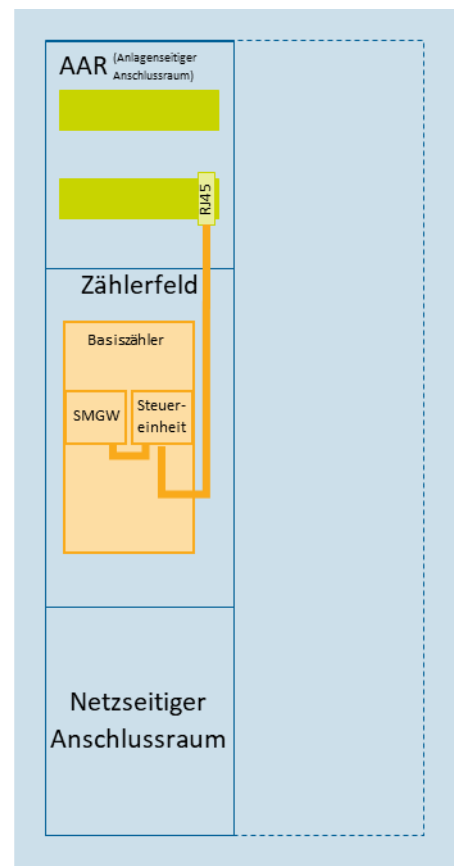 AAR (Anlagenseitiger
Anschlussraum)
RJ45
Zählerfeld
Basiszähler
SMGW
Steuer-
einheit
Netzseitiger
Anschlussraum